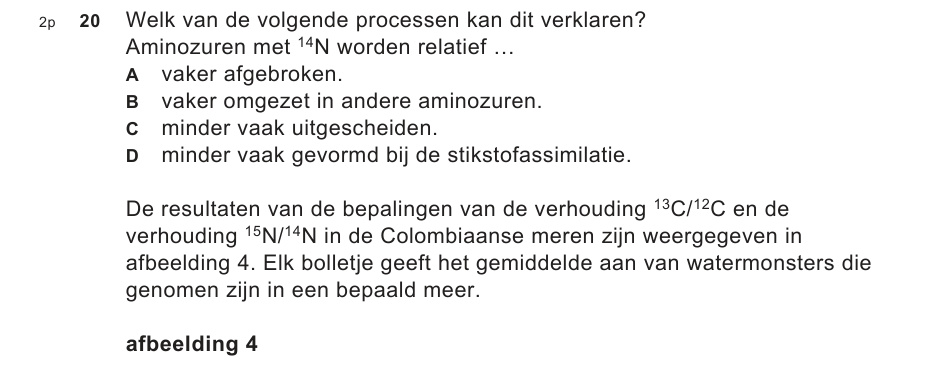 2p 20 Welk van de volgende processen kan dit verklaren?
Aminozuren met ¹⁴N worden relatief …
A vaker afgebroken.
B vaker omgezet in andere aminozuren.
C minder vaak uitgescheiden.
D minder vaak gevormd bij de stikstofassimilatie.
De resultaten van de bepalingen van de verhouding ¹³C/¹²C en de
verhouding ¹⁵N/¹⁴N in de Colombiaanse meren zijn weergegeven in
afbeelding 4. Elk bolletje geeft het gemiddelde aan van watermonsters die
genomen zijn in een bepaald meer.
afbeelding 4